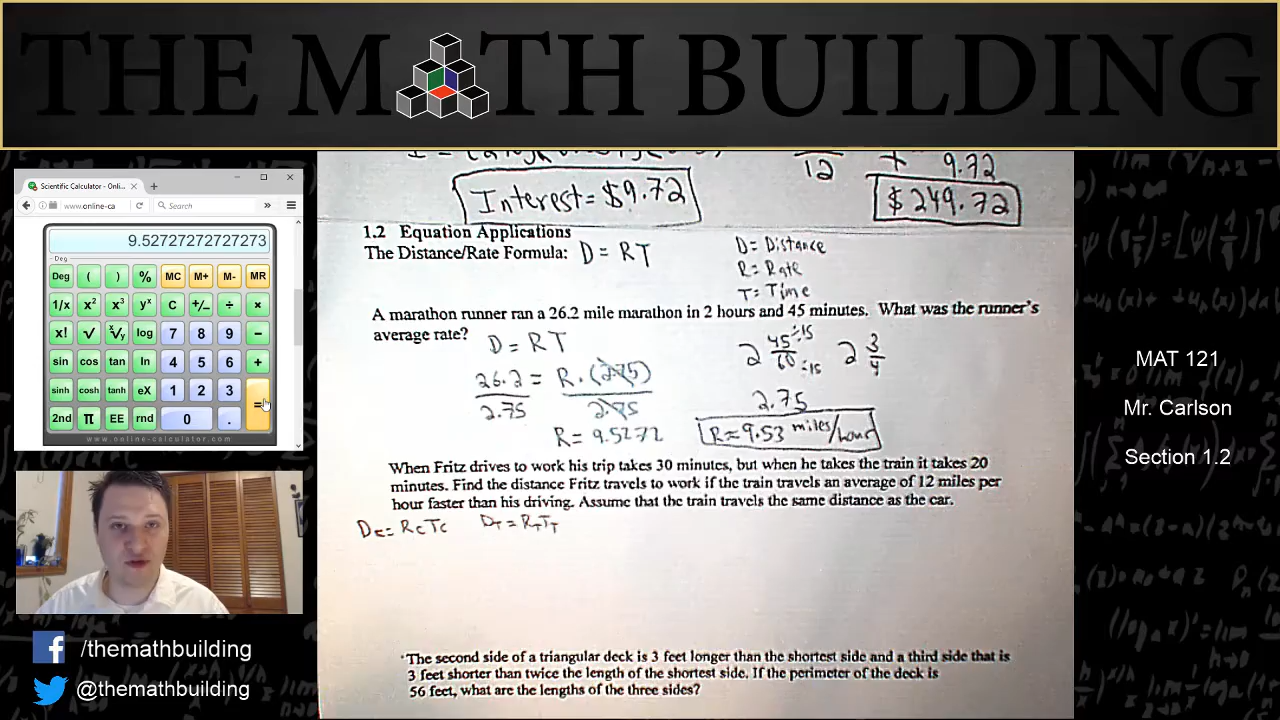 THE MATH BUILDING
Scientific Calculator - Onli...
www.online-ca
Search
9.52727272727273
Deg
Deg ( ) % MC M+ M- MR
1/x x² x³ yˣ C +/- ÷ ×
x! √ ˣ√y log 7 8 9 −
sin cos tan ln 4 5 6 +
sinh cosh tanh eX 1 2 3 =
2nd π EE rnd 0 .
www.online-calculator.com
/themathbuilding
@themathbuilding
12 + 9.72
Interest = $9.72 $249.72
1.2 Equation Applications
The Distance/Rate Formula: D = RT
D = Distance
R = Rate
T = Time
A marathon runner ran a 26.2 mile marathon in 2 hours and 45 minutes. What was the runner's
average rate?
D = RT
26.2 = R · (2.75)
2.75 2.75
R = 9.5272
2 45/60 ÷15 ÷15 2 3/4
2.75
R = 9.53 miles/hour
When Fritz drives to work his trip takes 30 minutes, but when he takes the train it takes 20
minutes. Find the distance Fritz travels to work if the train travels an average of 12 miles per
hour faster than his driving. Assume that the train travels the same distance as the car.
Dc = RcTc DT = RTTT
The second side of a triangular deck is 3 feet longer than the shortest side and a third side that is
3 feet shorter than twice the length of the shortest side. If the perimeter of the deck is
56 feet, what are the lengths of the three sides?
MAT 121
Mr. Carlson
Section 1.2